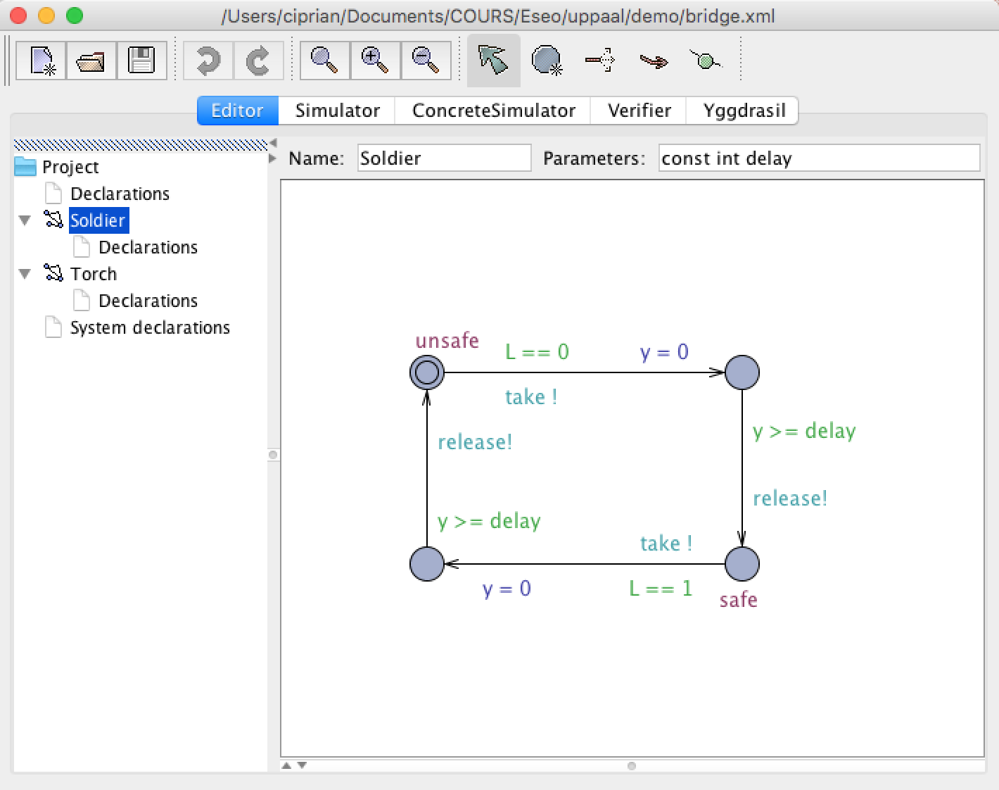 /Users/ciprian/Documents/COURS/Eseo/uppaal/demo/bridge.xml
Editor Simulator ConcreteSimulator Verifier Yggdrasil
Name: Soldier Parameters: const int delay
Project
Declarations
Soldier
Declarations
Torch
Declarations
System declarations
unsafe
L == 0 y = 0
take !
y >= delay
release!
release!
y >= delay
take !
y = 0 L == 1
safe